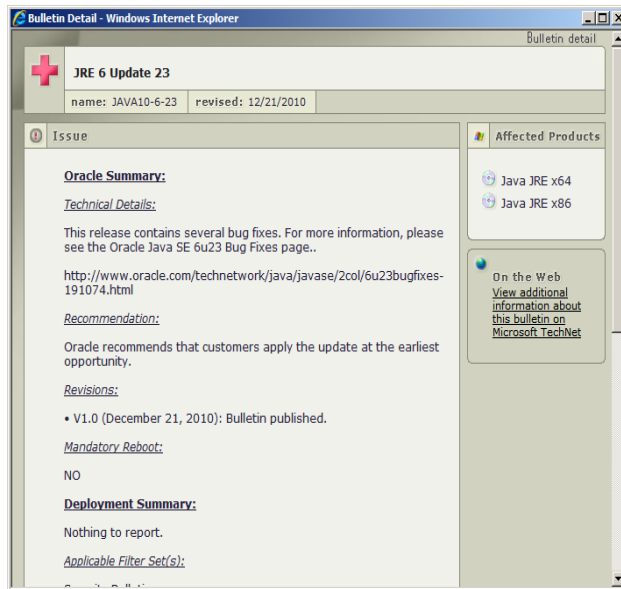 Bulletin Detail - Windows Internet Explorer
Bulletin detail
JRE 6 Update 23
name: JAVA10-6-23 revised: 12/21/2010
Issue
Oracle Summary:
Technical Details:
This release contains several bug fixes. For more information, please
see the Oracle Java SE 6u23 Bug Fixes page..
http://www.oracle.com/technetwork/java/javase/2col/6u23bugfixes-
191074.html
Recommendation:
Oracle recommends that customers apply the update at the earliest
opportunity.
Revisions:
• V1.0 (December 21, 2010): Bulletin published.
Mandatory Reboot:
NO
Deployment Summary:
Nothing to report.
Applicable Filter Set(s):
Affected Products
Java JRE x64
Java JRE x86
On the Web
View additional
information about
this bulletin on
Microsoft TechNet